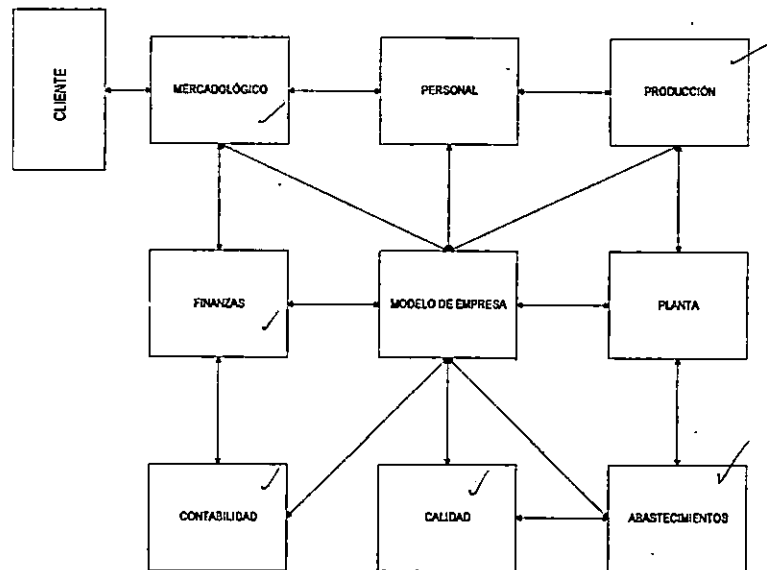 CLIENTE
MERCADOLÓGICO
PERSONAL
PRODUCCIÓN
FINANZAS
MODELO DE EMPRESA
PLANTA
CONTABILIDAD
CALIDAD
ABASTECIMIENTOS